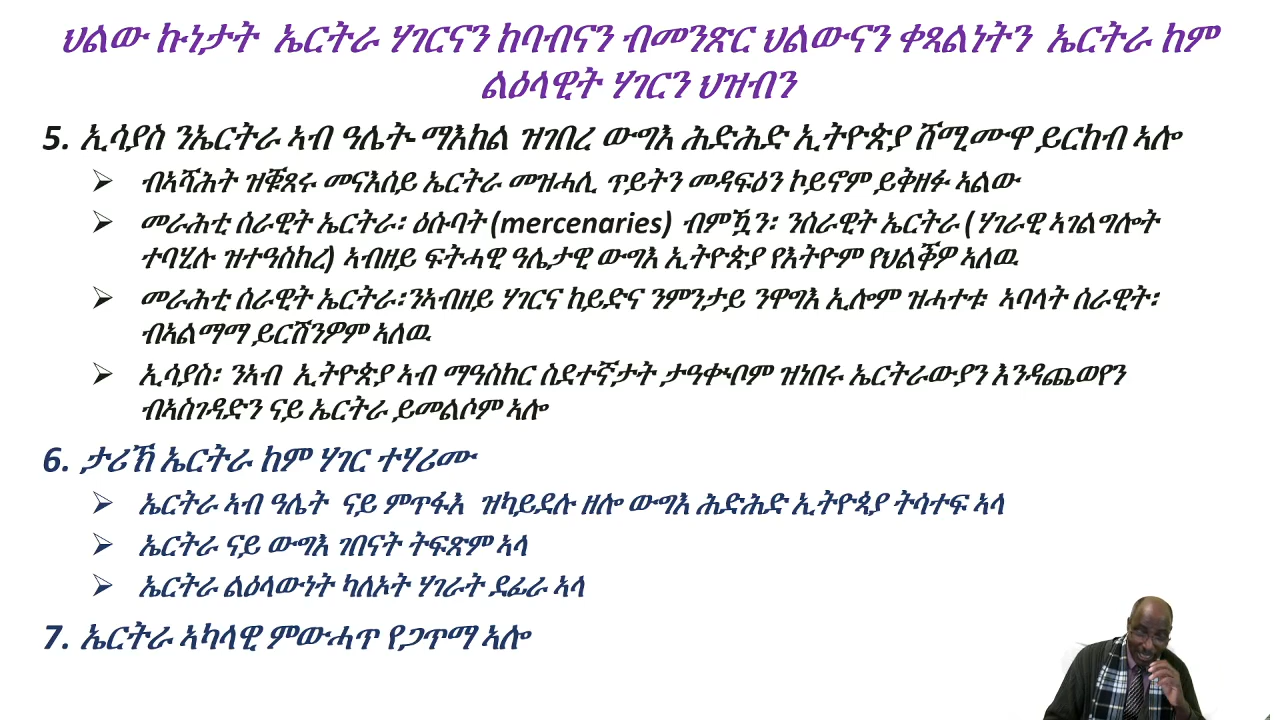 ህልው ኩነታት ኤርትራ ሃገርናን ከባብናን ብመንጽር ህልውናን ቀጻልነትን ኤርትራ ከም
ልዕላዊት ሃገርን ህዝብን
5. ኢሳያስ ንኤርትራ ኣብ ዓሌት-ማእከል ዝገበረ ውግእ ሕድሕድ ኢትዮጵያ ሸሚሙዋ ይርከብ ኣሎ
➢ ብኣሻሕት ዝቑጸሩ መናእሰይ ኤርትራ መዝሓሊ ጥይትን መዳፍዕን ኮይኖም ይቅዘፉ ኣልው
➢ መራሕቲ ሰራዊት ኤርትራ፡ ዕሱባት(mercenaries) ብምዃን፡ ንሰራዊት ኤርትራ (ሃገራዊ ኣገልግሎት
ተባሂሉ ዝተዓስከረ) ኣብዘይ ፍትሓዊ ዓሌታዊ ውግእ ኢትዮጵያ የእትዮም የህልቕዎ ኣለዉ
➢ መራሕቲ ሰራዊት ኤርትራ፡ንኣብዘይ ሃገርና ከይድና ንምንታይ ንዋግእ ኢሎም ዝሓተቱ ኣባላት ሰራዊት፡
ብኣልማማ ይርሽንዎም ኣለዉ
➢ ኢሳያስ፡ ንኣብ ኢትዮጵያ ኣብ ማዓስከር ስደተኛታት ታዓቊቦም ዝነበሩ ኤርትራውያን እንዳጨወየን
ብኣስገዳድን ናይ ኤርትራ ይመልሶም ኣሎ
6. ታሪኽ ኤርትራ ከም ሃገር ተሃሪሙ
➢ ኤርትራ ኣብ ዓሌት ናይ ምጥፋእ ዝካይደሉ ዘሎ ውግእ ሕድሕድ ኢትዮጲያ ትሳተፍ ኣላ
➢ ኤርትራ ናይ ውግእ ገበናት ትፍጽም ኣላ
➢ ኤርትራ ልዕላውነት ካለኦት ሃገራት ደፊራ ኣላ
7. ኤርትራ ኣካላዊ ምውሓጥ የጋጥማ ኣሎ